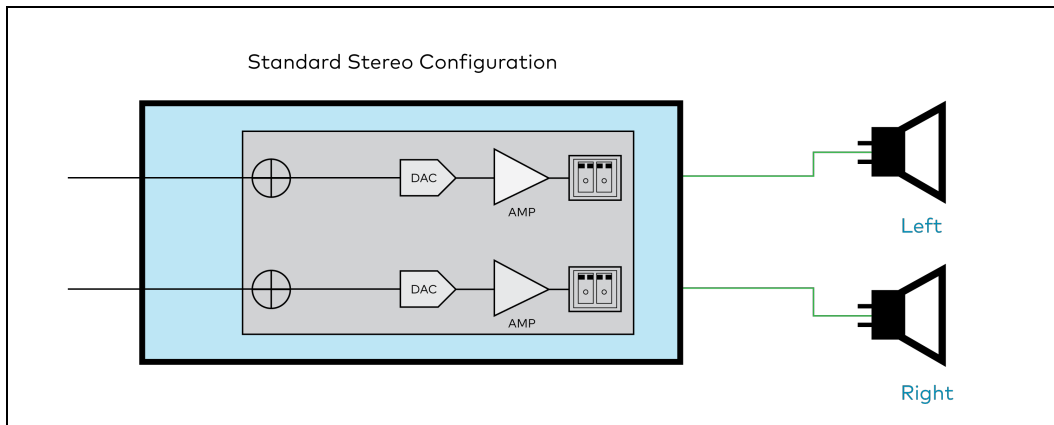 Standard Stereo Configuration
DAC
AMP
Left
DAC
AMP
Right